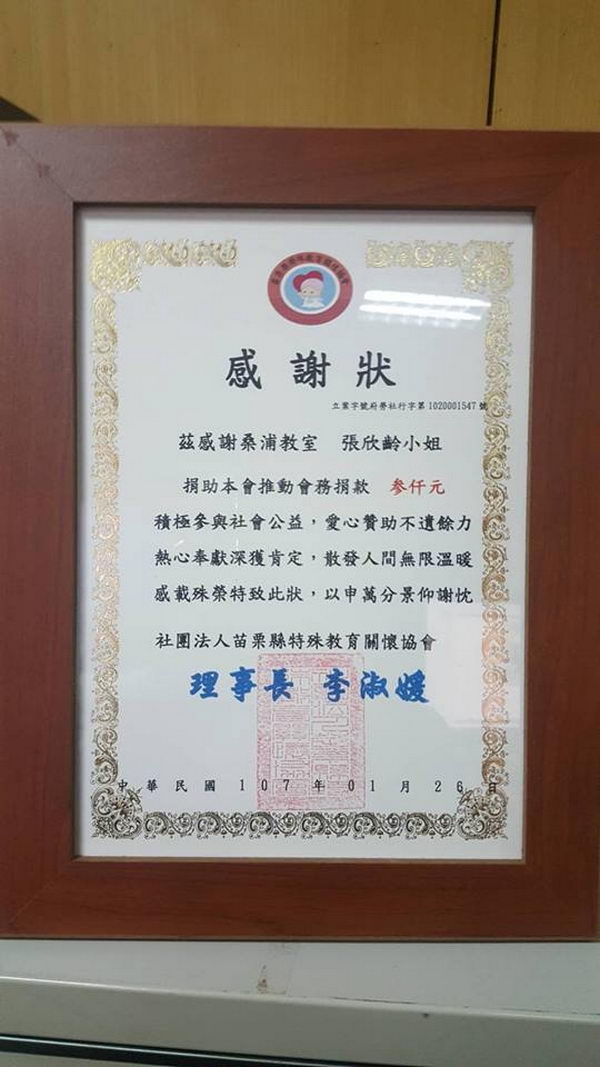 感謝狀
立案字號府勞社行字第1020001547號
茲感謝桑浦教室 張欣齡小姐
捐助本會推動會務捐款 参仟元
積極參與社會公益，愛心贊助不遺餘力
熱心奉獻深獲肯定，散發人間無限溫暖
感載殊榮特致此狀，以申萬分景仰謝忱
社團法人苗栗縣特殊教育關懷協會
理事長 李淑媛
中華民國107年01月26日